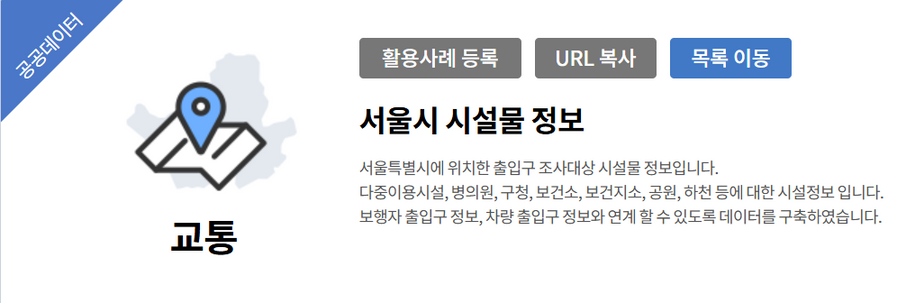 공공데이터
교통
활용사례 등록
URL 복사
목록 이동
서울시 시설물 정보
서울특별시에 위치한 출입구 조사대상 시설물 정보입니다.
다중이용시설, 병의원, 구청, 보건소, 보건지소, 공원, 하천 등에 대한 시설정보 입니다.
보행자 출입구 정보, 차량 출입구 정보와 연계 할 수 있도록 데이터를 구축하였습니다.